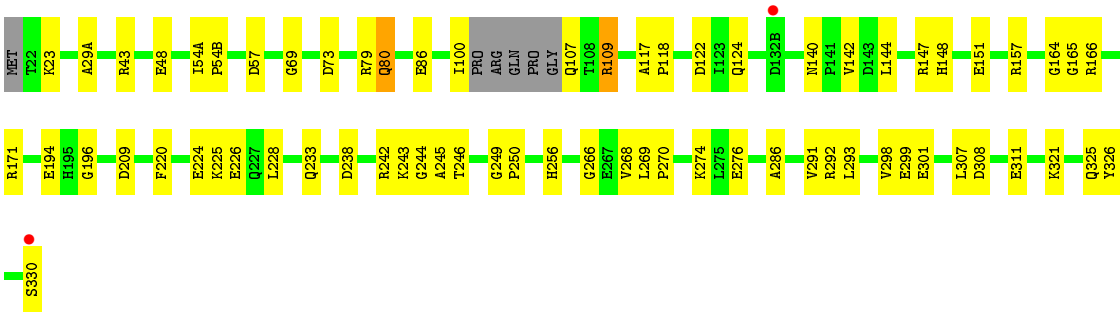 MET T22 K23 A29A R43 E48 I54A P54B D57 G69 D73 R79 Q80 E86 I100 PRO ARG GLN PRO GLY Q107 T108 R109 A117 P118 D122 I123 Q124 D132B N140 P141 V142 D143 L144 R147 H148 E151 R157 G164 G165 R166
R171 E194 H195 G196 D209 F220 E224 K225 E226 Q227 L228 Q233 D238 R242 K243 G244 A245 T246 G249 P250 H256 G266 E267 V268 L269 P270 K274 L275 E276 A286 V291 R292 L293 V298 E299 E301 L307 D308 E311 K321 Q325 Y326
S330